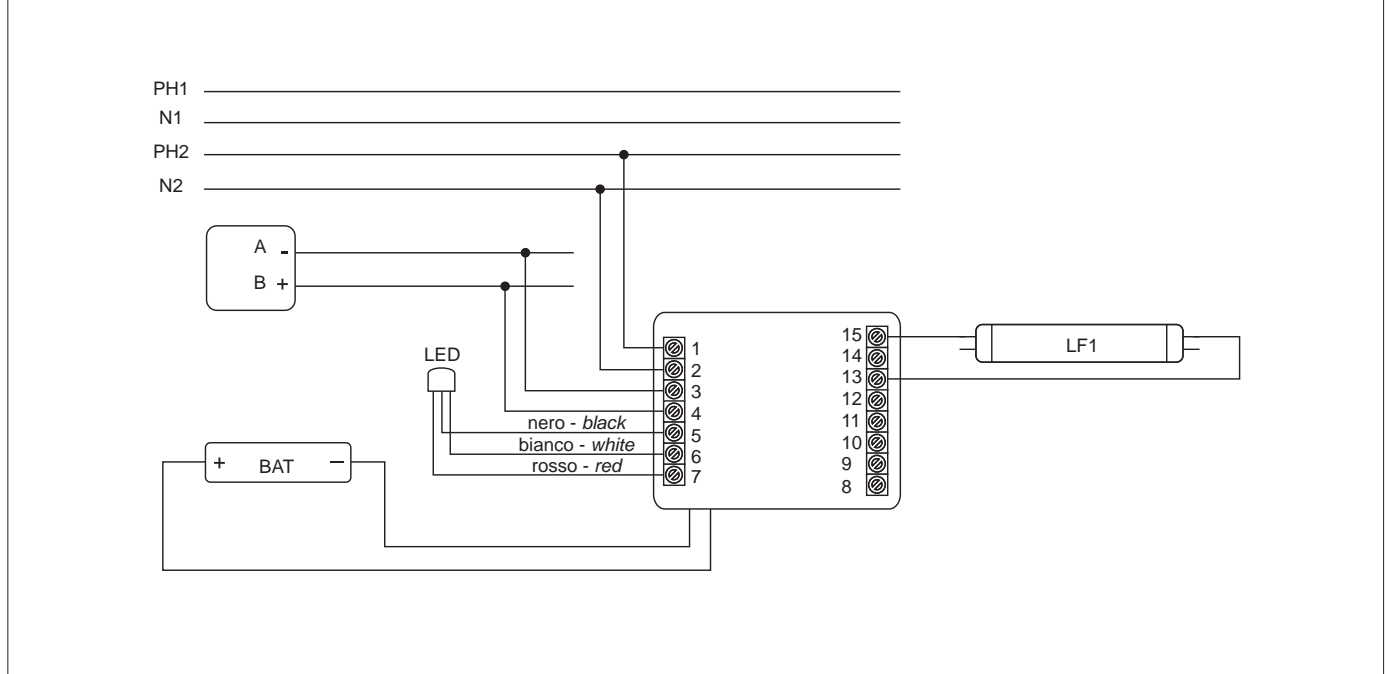 PH1
N1
PH2
N2
A -
B +
LED
nero - black
bianco - white
rosso - red
+ BAT −
1
2
3
4
5
6
7
15
14
13
12
11
10
9
8
LF1